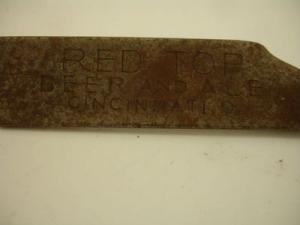 RED TOP
BEER AND ALE
CINCINNATI O.